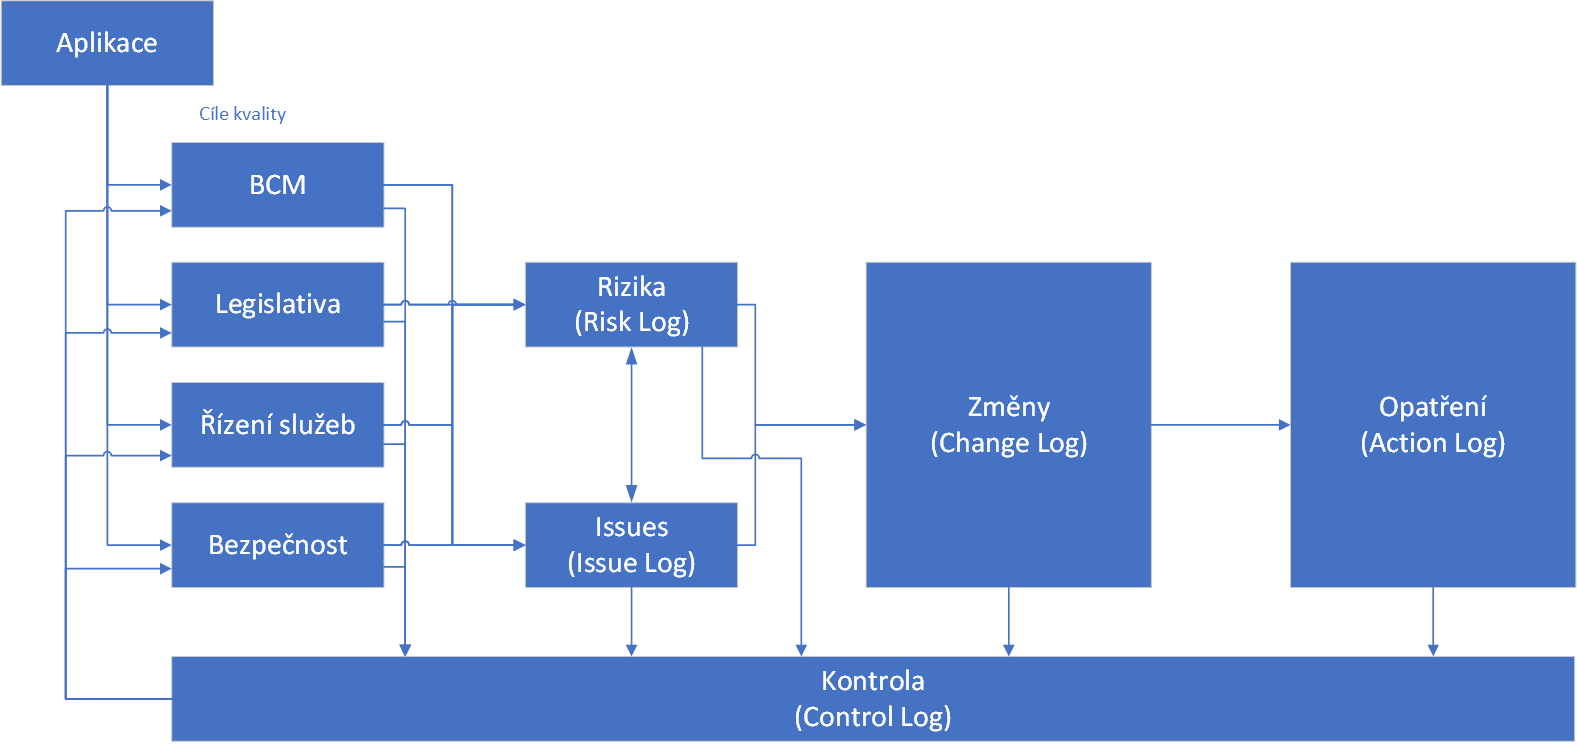 Aplikace
Cíle kvality
BCM
Legislativa
Řízení služeb
Bezpečnost
Rizika
(Risk Log)
Issues
(Issue Log)
Změny
(Change Log)
Opatření
(Action Log)
Kontrola
(Control Log)